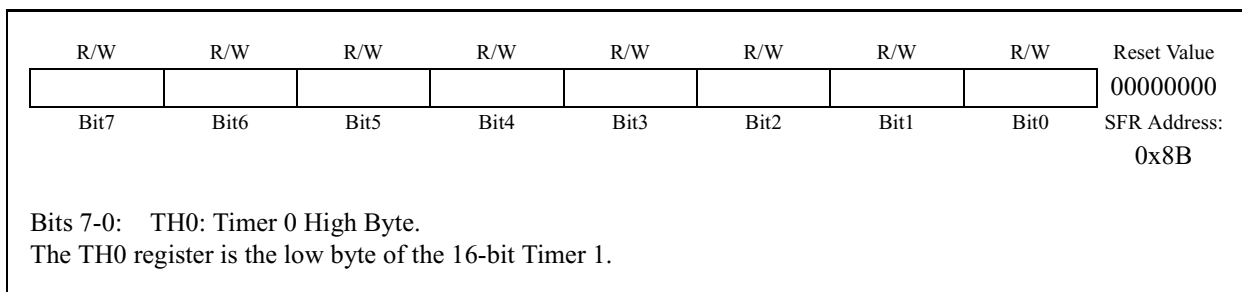 R/W R/W R/W R/W R/W R/W R/W R/W Reset Value
00000000
Bit7 Bit6 Bit5 Bit4 Bit3 Bit2 Bit1 Bit0 SFR Address:
0x8B
Bits 7-0: TH0: Timer 0 High Byte.
The TH0 register is the low byte of the 16-bit Timer 1.